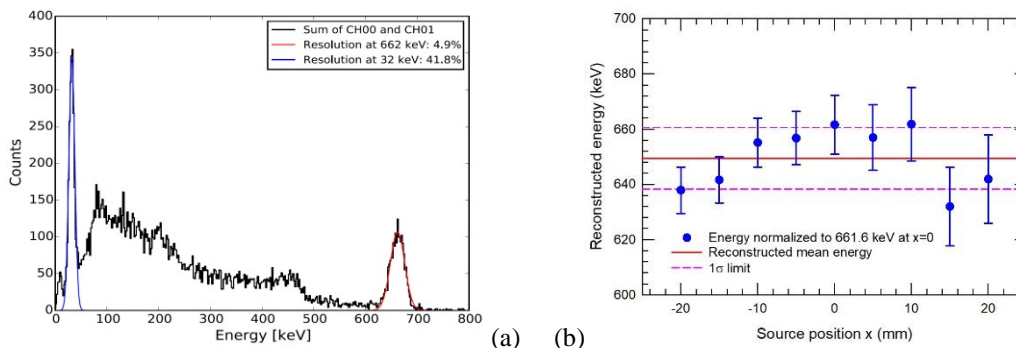 400
350
300
250
200
150
100
50
0
Counts
Sum of CH00 and CH01
Resolution at 662 keV: 4.9%
Resolution at 32 keV: 41.8%
0 100 200 300 400 500 600 700 800
Energy [keV]
(a)
(b)
700
680
660
640
620
600
Reconstructed energy (keV)
Energy normalized to 661.6 keV at x=0
Reconstructed mean energy
1σ limit
-20 -10 0 10 20
Source position x (mm)